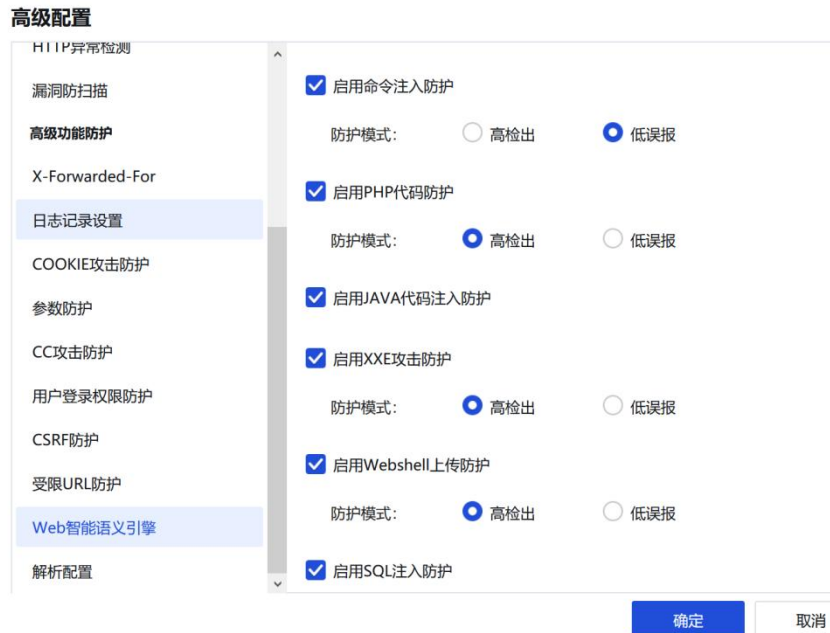 高级配置
HTTP异常检测
漏洞防扫描
高级功能防护
X-Forwarded-For
日志记录设置
COOKIE攻击防护
参数防护
CC攻击防护
用户登录权限防护
CSRF防护
受限URL防护
Web智能语义引擎
解析配置
启用命令注入防护
防护模式： 高检出 低误报
启用PHP代码防护
防护模式： 高检出 低误报
启用JAVA代码注入防护
启用XXE攻击防护
防护模式： 高检出 低误报
启用Webshell上传防护
防护模式： 高检出 低误报
启用SQL注入防护
确定 取消